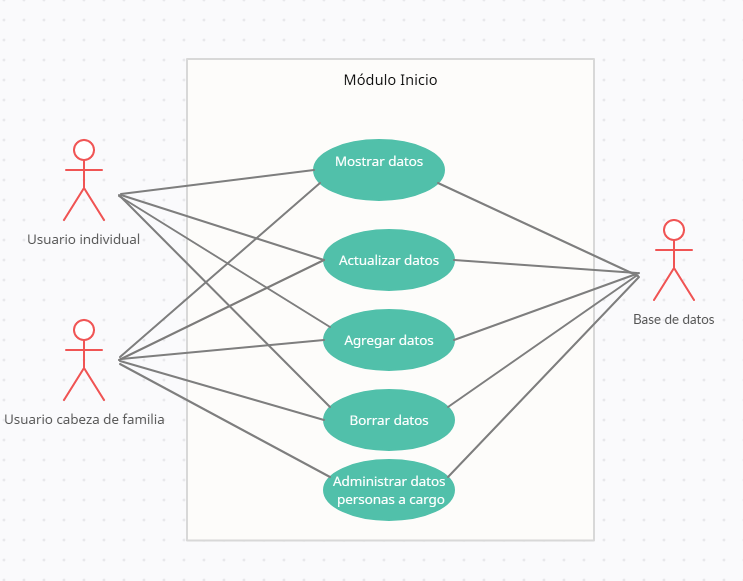 Módulo Inicio
Mostrar datos
Usuario individual
Actualizar datos
Base de datos
Agregar datos
Usuario cabeza de familia
Borrar datos
Administrar datos
personas a cargo